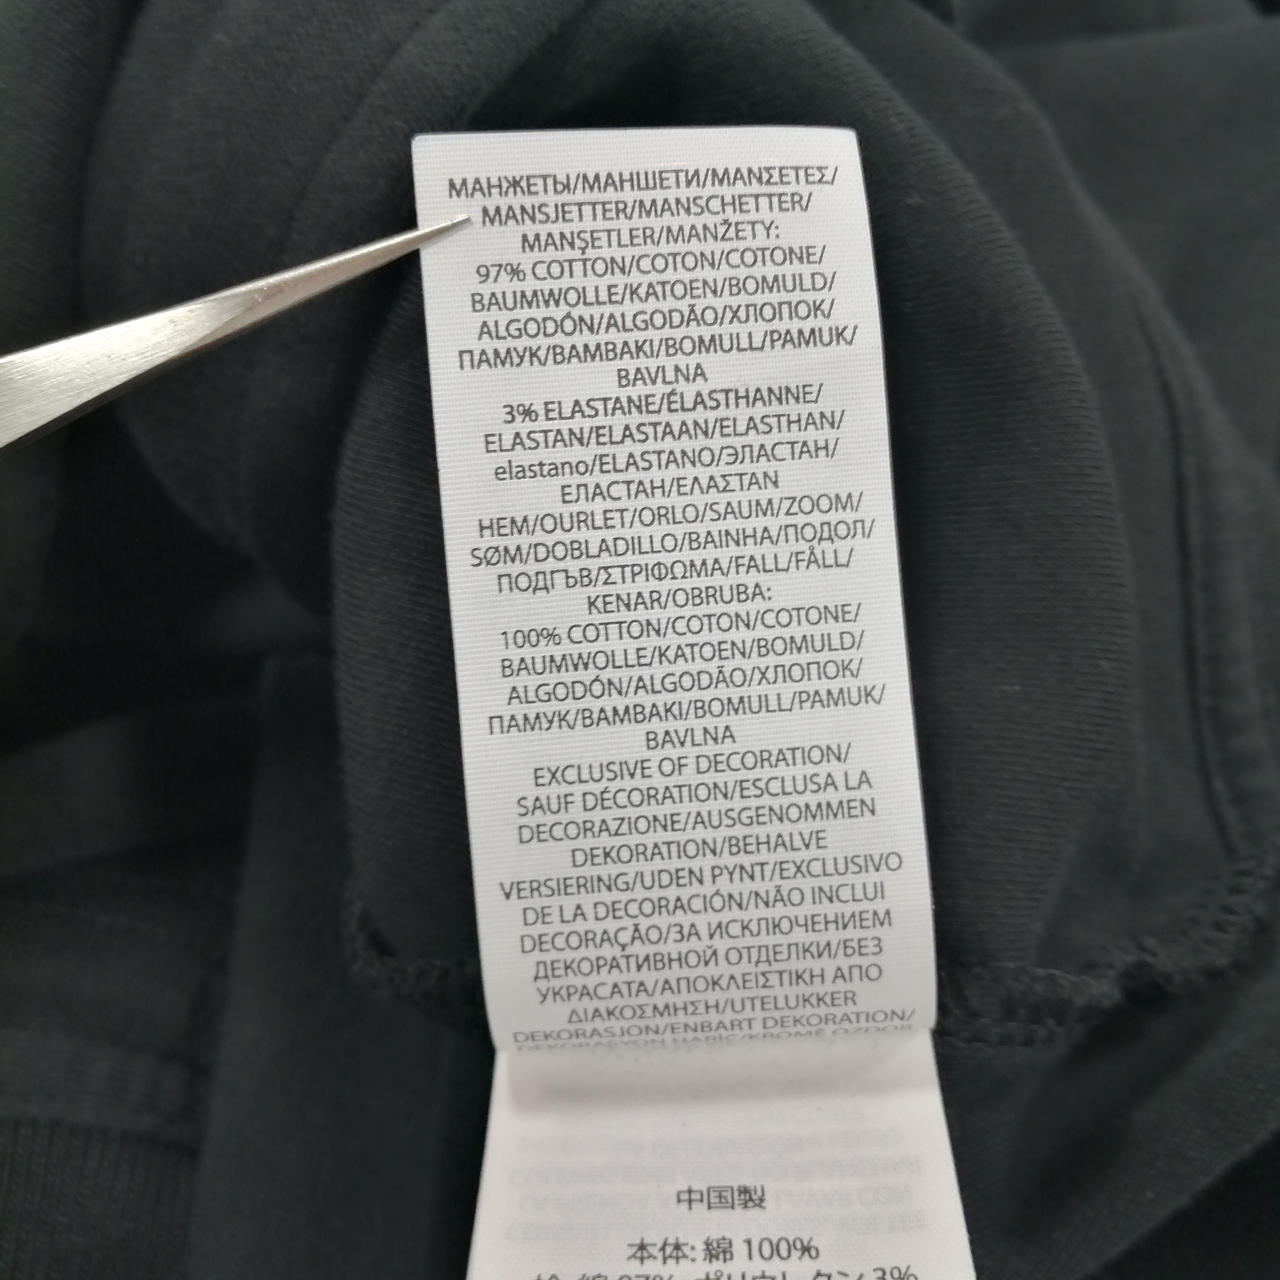 МАНЖЕТЫ/МАНШЕТИ/ΜΑΝΣΕΤΕΣ/
MANSJETTER/MANSCHETTER/
MANŞETLER/MANŽETY:
97% COTTON/COTON/COTONE/
BAUMWOLLE/KATOEN/BOMULD/
ALGODÓN/ALGODÃO/ХЛОПОК/
ПАМУК/ΒΑΜΒΑΚΙ/BOMULL/PAMUK/
BAVLNA
3% ELASTANE/ÉLASTHANNE/
ELASTAN/ELASTAAN/ELASTHAN/
elastano/ELASTANO/ЭЛАСТАН/
ЕЛАСТАН/ΕΛΑΣΤΑΝ
HEM/OURLET/ORLO/SAUM/ZOOM/
SØM/DOBLADILLO/BAINHA/ПОДОЛ/
ПОДГЪВ/ΣΤΡΙΦΩΜΑ/FALL/FÅLL/
KENAR/OBRUBA:
100% COTTON/COTON/COTONE/
BAUMWOLLE/KATOEN/BOMULD/
ALGODÓN/ALGODÃO/ХЛОПОК/
ПАМУК/ΒΑΜΒΑΚΙ/BOMULL/PAMUK/
BAVLNA
EXCLUSIVE OF DECORATION/
SAUF DÉCORATION/ESCLUSA LA
DECORAZIONE/AUSGENOMMEN
DEKORATION/BEHALVE
VERSIERING/UDEN PYNT/EXCLUSIVO
DE LA DECORACIÓN/NÃO INCLUI
DECORAÇÃO/ЗА ИСКЛЮЧЕНИЕМ
ДЕКОРАТИВНОЙ ОТДЕЛКИ/БЕЗ
УКРАСАТА/ΑΠΟΚΛΕΙΣΤΙΚΗ ΑΠΟ
ΔΙΑΚΟΣΜΗΣΗ/UTELUKKER
DEKORASJON/ENBART DEKORATION/
中国製
本体: 綿 100%